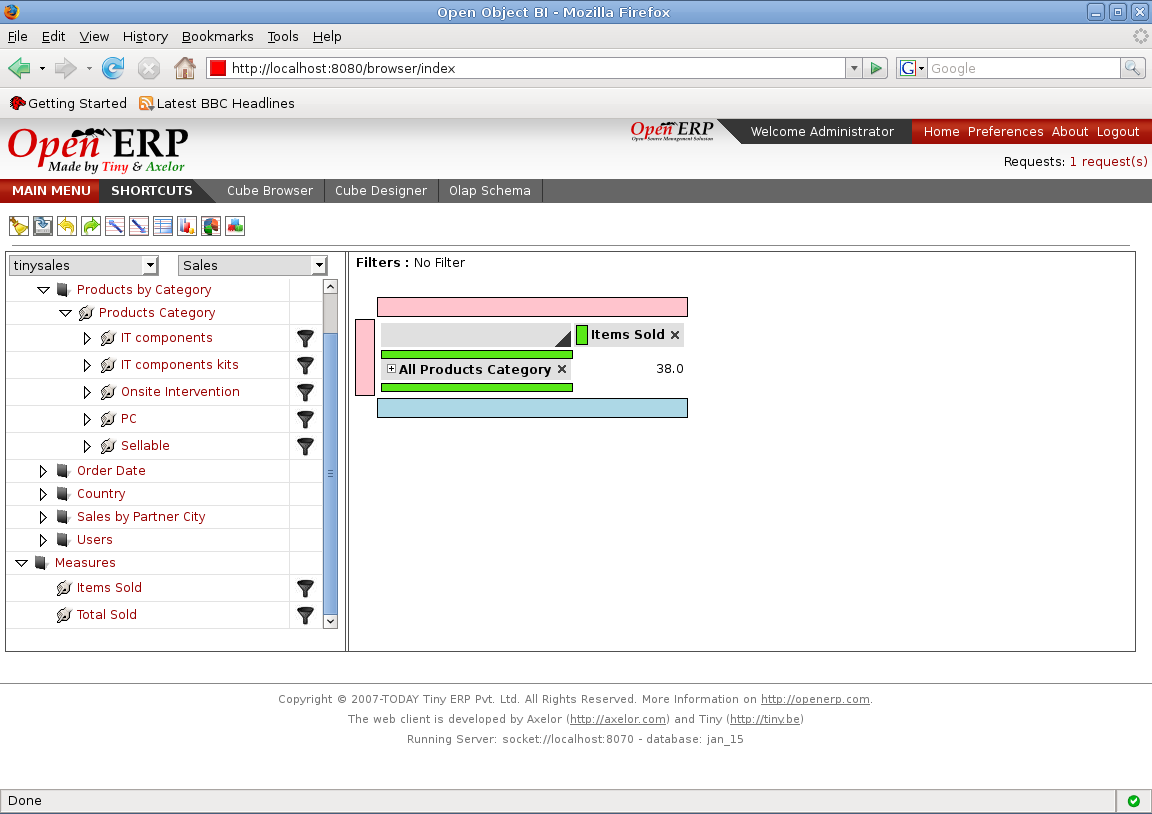 Open Object BI - Mozilla Firefox
File Edit View History Bookmarks Tools Help
http://localhost:8080/browser/index
G Google
Getting Started Latest BBC Headlines
Open ERP
Made by Tiny & Axelor
Open ERP
Open Source Management Solution
Welcome Administrator
Home Preferences About Logout
Requests: 1 request(s)
MAIN MENU SHORTCUTS Cube Browser Cube Designer Olap Schema
tinysales Sales
Filters : No Filter
Products by Category
Products Category
IT components
IT components kits
Onsite Intervention
PC
Sellable
Order Date
Country
Sales by Partner City
Users
Measures
Items Sold
Total Sold
Items Sold
All Products Category 38.0
Copyright © 2007-TODAY Tiny ERP Pvt. Ltd. All Rights Reserved. More Information on http://openerp.com.
The web client is developed by Axelor (http://axelor.com) and Tiny (http://tiny.be)
Running Server: socket://localhost:8070 - database: jan_15
Done